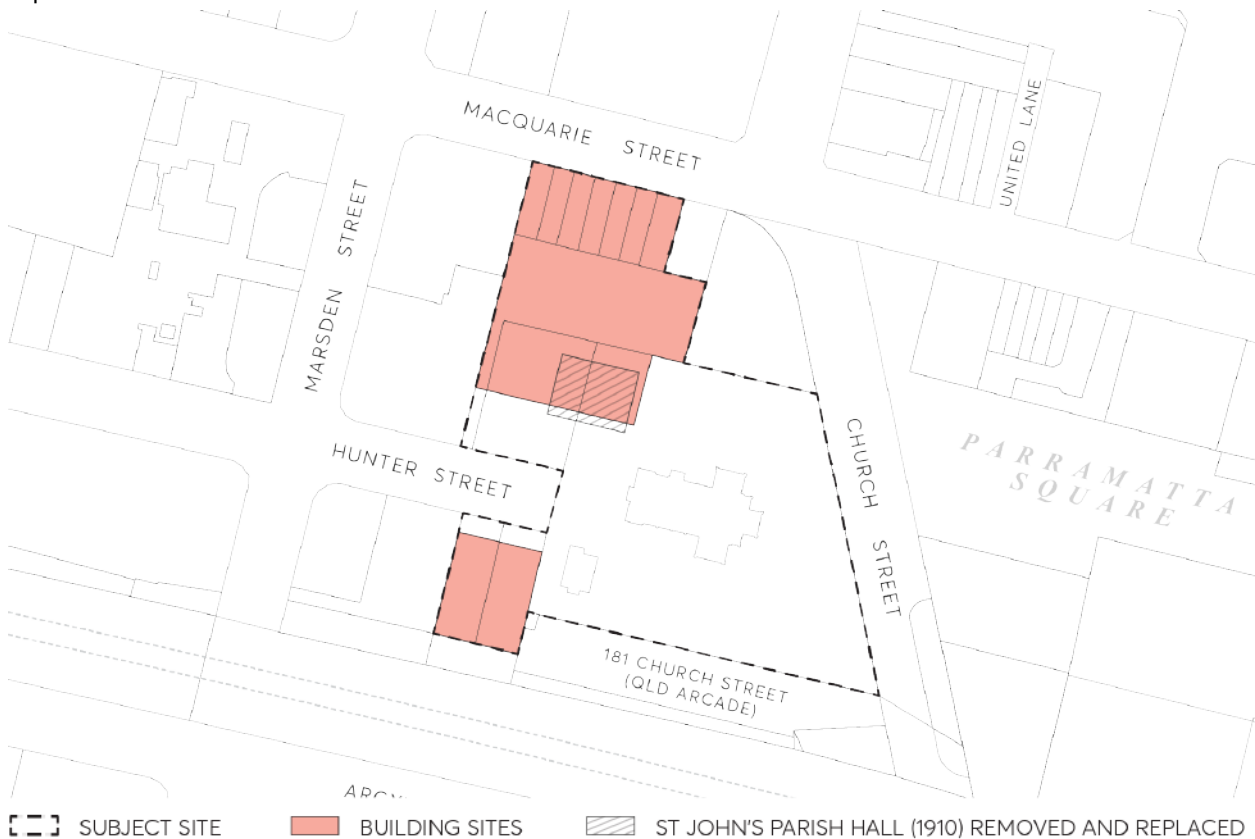 MACQUARIE STREET
UNITED LANE
MARSDEN STREET
HUNTER STREET
CHURCH STREET
PARRAMATTA
SQUARE
181 CHURCH STREET
(QLD ARCADE)
SUBJECT SITE
BUILDING SITES
ST JOHN'S PARISH HALL (1910) REMOVED AND REPLACED